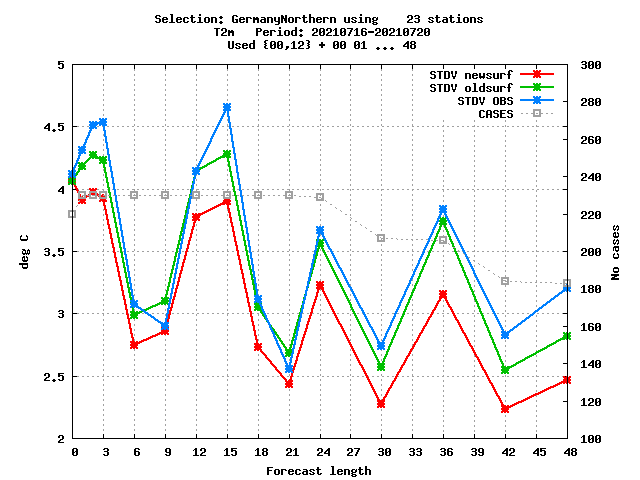 Selection: GermanyNorthern using    23 stations
T2m   Period: 20210716-20210720
Used {00,12} + 00 01 ... 48
STDV newsurf
STDV oldsurf
STDV OBS
CASES
deg C
5
4.5
4
3.5
3
2.5
2
300
280
260
240
220
200
180
160
140
120
100
No cases
0 3 6 9 12 15 18 21 24 27 30 33 36 39 42 45 48
Forecast length